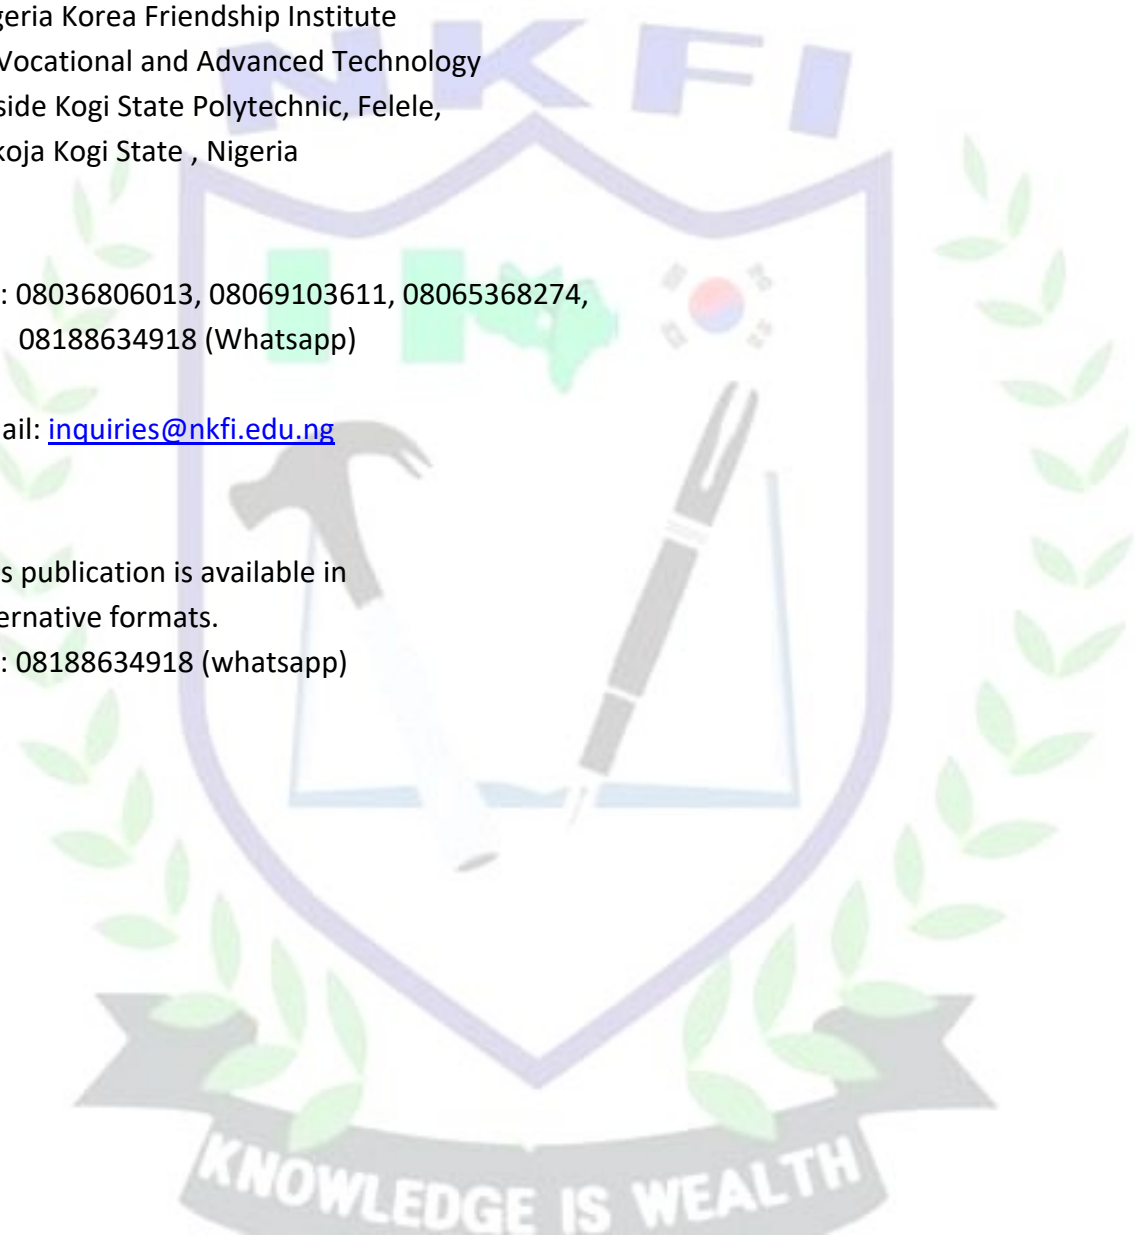 NKFI
geria Korea Friendship Institute
Vocational and Advanced Technology
side Kogi State Polytechnic, Felele,
koja Kogi State , Nigeria
: 08036806013, 08069103611, 08065368274,
08188634918 (Whatsapp)
ail: inquiries@nkfi.edu.ng
s publication is available in
ernative formats.
: 08188634918 (whatsapp)
KNOWLEDGE IS WEALTH